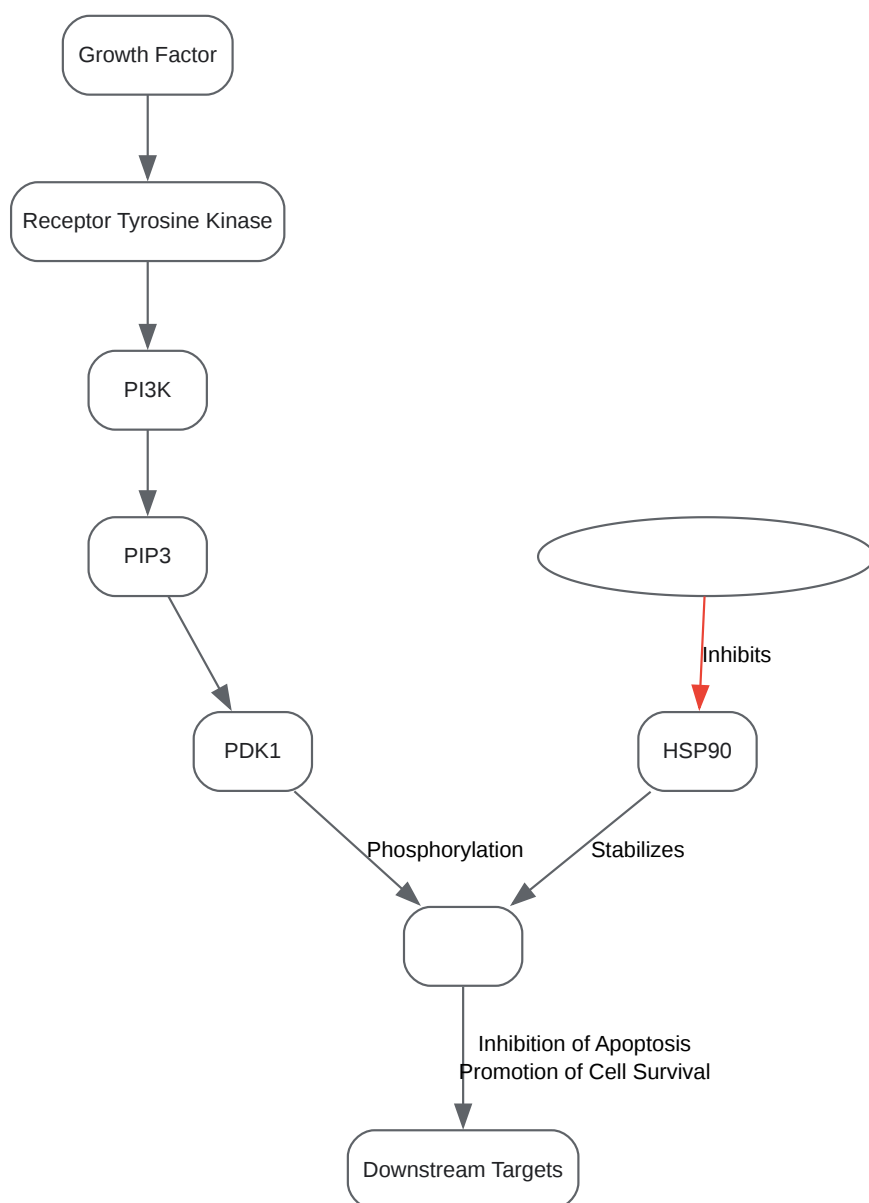 Growth Factor
Receptor Tyrosine Kinase
PI3K
PIP3
Inhibits
PDK1
HSP90
Phosphorylation
Stabilizes
Inhibition of Apoptosis
Promotion of Cell Survival
Downstream Targets